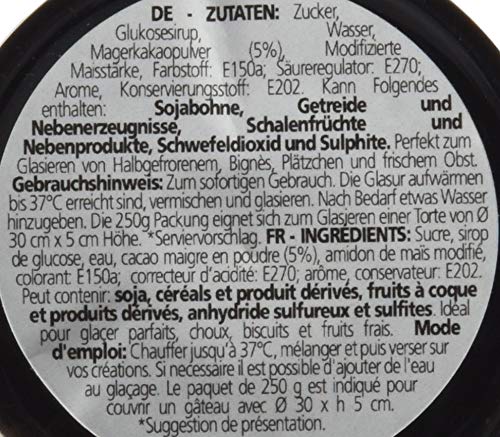 DE - ZUTATEN: Zucker,
Glukosesirup, Wasser,
Magerkakaopulver (5%), Modifizierte
Maisstärke, Farbstoff: E150a; Säureregulator: E270;
Arome, Konservierungsstoff: E202. Kann Folgendes
enthalten: Sojabohne, Getreide und
Nebenerzeugnisse, Schalenfrüchte und
Nebenprodukte, Schwefeldioxid und Sulphite. Perfekt zum
Glasieren von Halbgefrorenem, Bignès, Plätzchen und frischem Obst.
Gebrauchshinweis: Zum sofortigen Gebrauch. Die Glasur aufwärmen
bis 37°C erreicht sind, vermischen und glasieren. Nach Bedarf etwas Wasser
hinzugeben. Die 250g Packung eignet sich zum Glasjeren einer Torte von Ø
30 cm x 5 cm Höhe. *Serviervorschlag. FR - INGREDIENTS: Sucre, sirop
de glucose, eau, cacao maigre en poudre (5%), amidon de maïs modifié,
colorant: E150a; correcteur d'acidité: E270; arôme, conservateur: E202.
Peut contenir: soja, céréals et produit dérivés, fruits à coque
et produits dérivés, anhydride sulfureux et sulfites. Idéal
pour glacer parfaits, choux, biscuits et fruits frais. Mode
d'emploi: Chauffer jusqu'à 37°C, mélanger et puis verser sur
vos créations. Si necessaire il est possible d'ajouter de l'eau
au glaçage. Le paquet de 250 g est indiqué pour
couvrir un gâteau avec Ø 30 x h 5 cm.
*Suggestion de présentation.